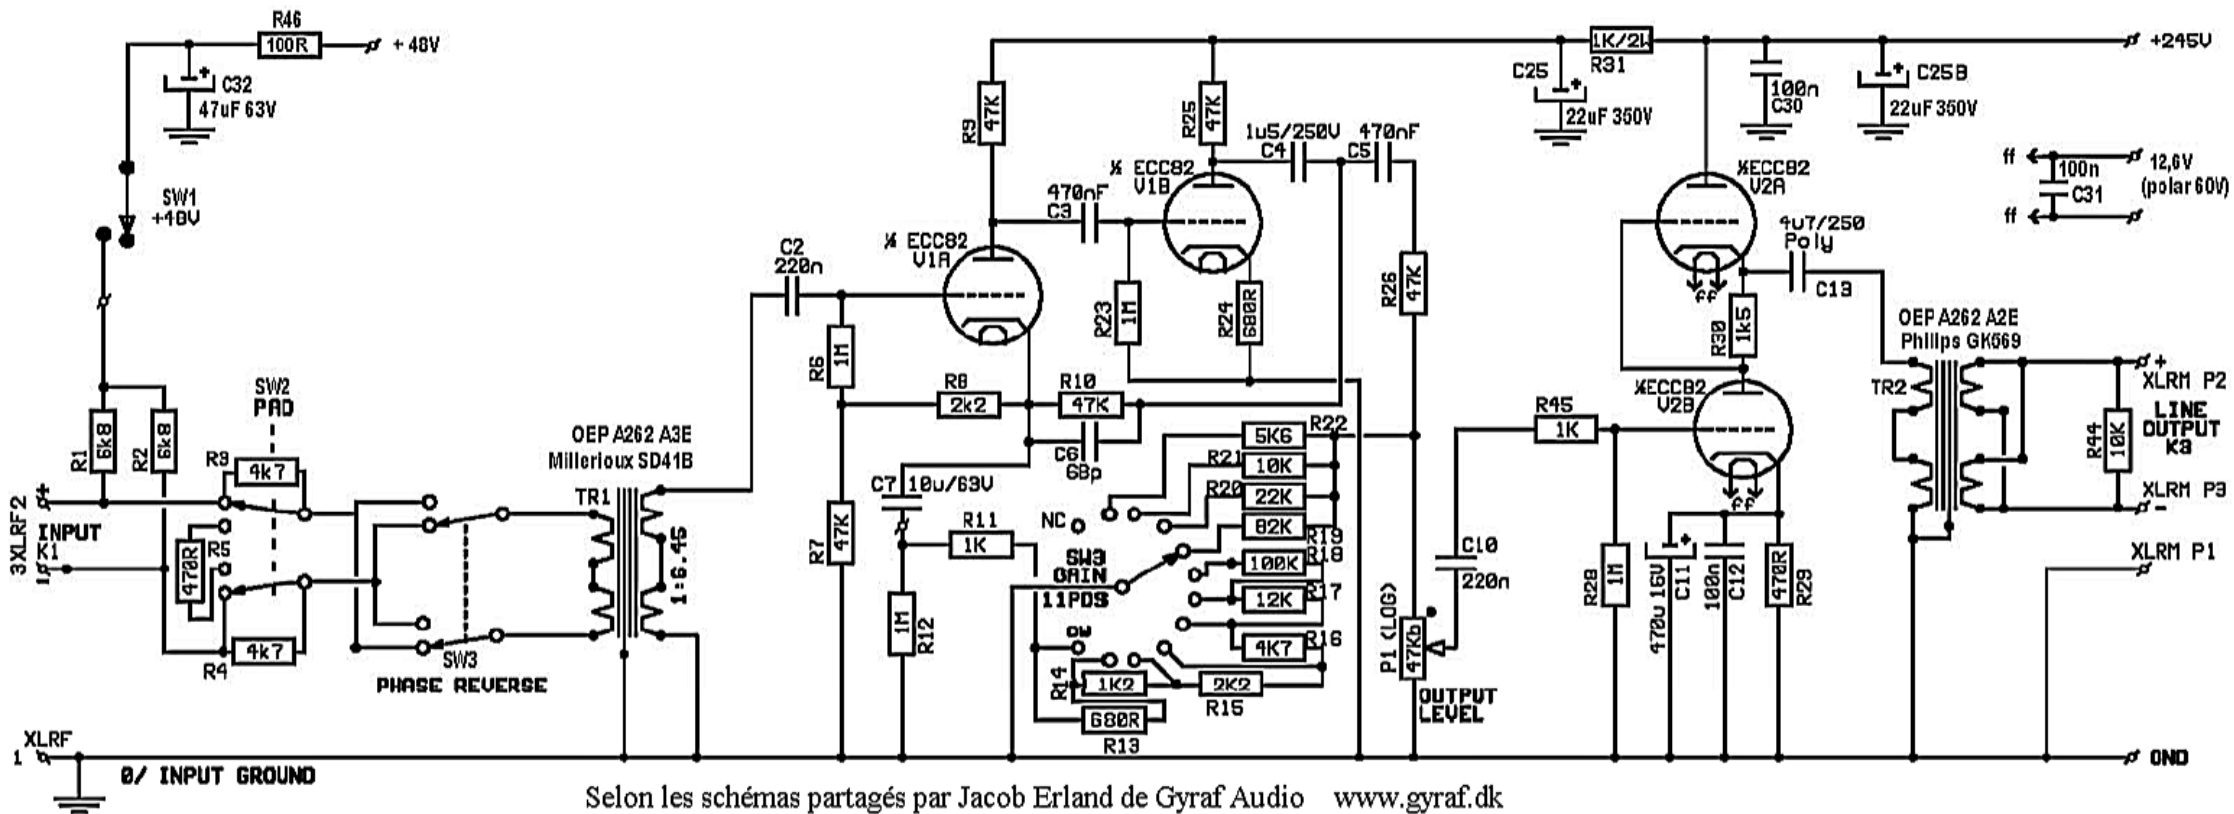 R46
100R
+ 48V
C32
47uF 63V
SW1
+48V
R1
6k8
R2
6k8
SW2
PAD
R3
4k7
3XLRF2
+
INPUT
K1
470R
R5
R4
4k7
SW3
PHASE REVERSE
XLRF
1
0/ INPUT GROUND
OEP A262 A3E
Millerioux SD41B
TR1
1:6.45
C2
220n
R6
1M
R7
47K
R9
47K
½ ECC82
V1A
470nF
C3
R8
2k2
R10
47K
C6
68p
C7
10u/63V
R11
1K
1M
R12
R23
1M
R24
680R
R25
47K
½ ECC82
V1B
1u5/250V
C4
470nF
C5
R26
47K
5K6
R22
R21
10K
R20
22K
82K
R19
NC
SW3
GAIN
11POS
R18
100K
R17
12K
R16
4K7
R14
1K2
2K2
R15
680R
R13
P1 (LOG)
47Kb
OUTPUT
LEVEL
C10
220n
R45
1K
R28
1M
470u 16V
C11
100n
C12
470R
R29
C25
22uF 350V
1K/2W
R31
100n
C30
C25B
22uF 350V
+245V
½ECC82
V2A
ff
4u7/250
Poly
C13
R30
1k5
½ECC82
V2B
ff
ff
100n
C31
ff
12,6V
(polar 60V)
OEP A262 A2E
Philips GK569
TR2
R44
10K
+
XLRM P2
LINE
OUTPUT
K3
XLRM P3
-
XLRM P1
GND
Selon les schémas partagés par Jacob Erland de Gyraf Audio www.gyraf.dk